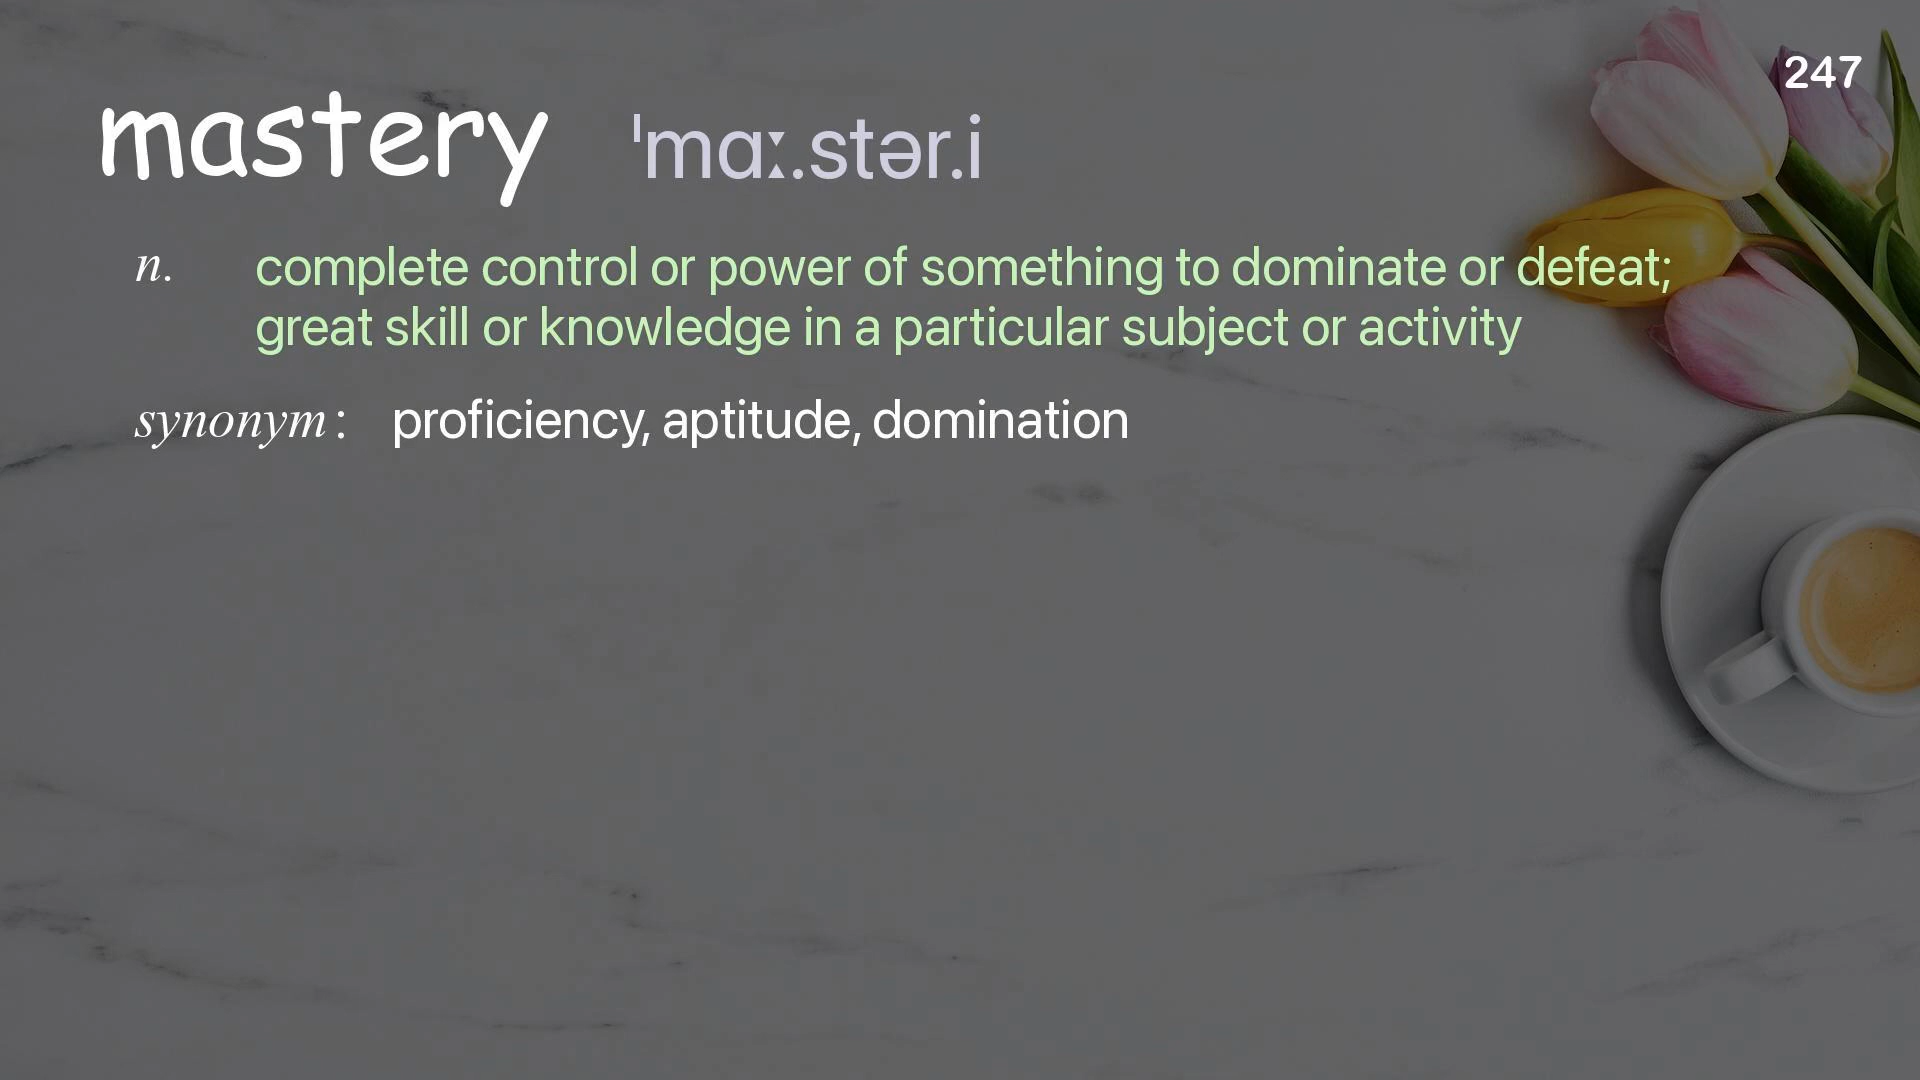 247
mastery ˈmɑː.stər.i
n. complete control or power of something to dominate or defeat;
great skill or knowledge in a particular subject or activity
synonym : proficiency, aptitude, domination